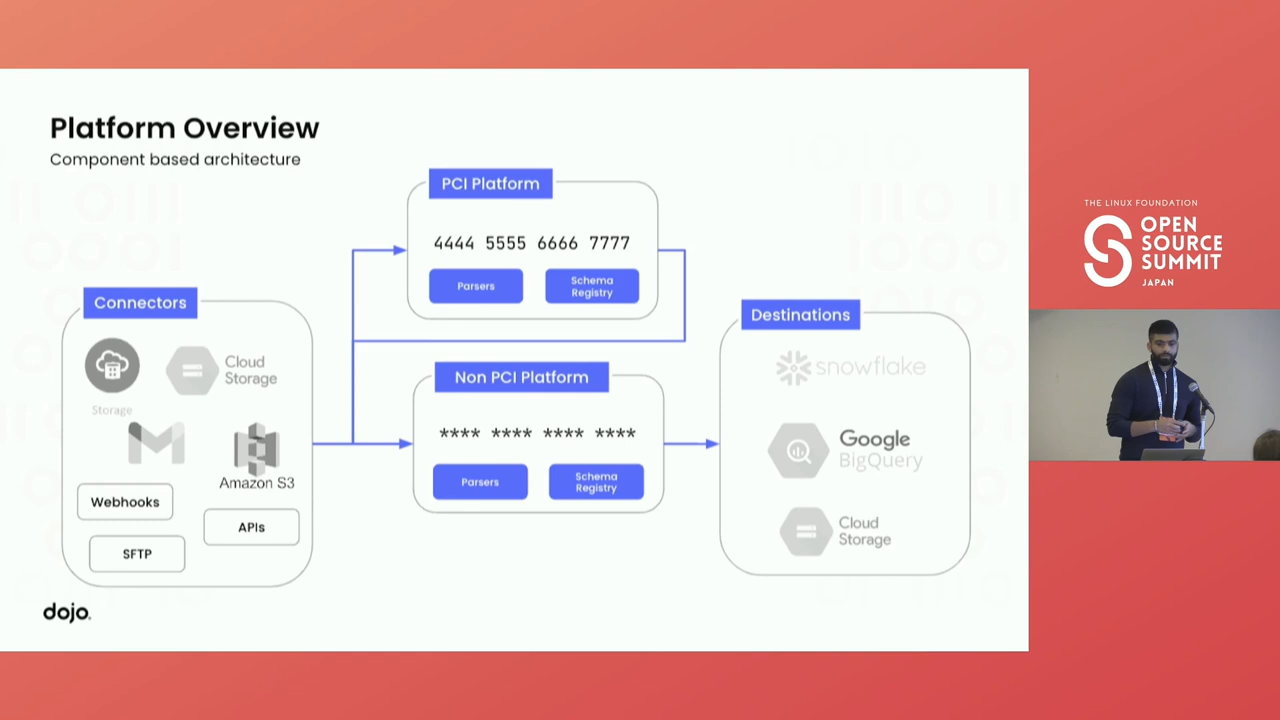 Platform Overview
Component based architecture
PCI Platform
4444 5555 6666 7777
Parsers
Schema
Registry
Connectors
Cloud
Storage
Storage
Amazon S3
Webhooks
APIs
SFTP
Non PCI Platform
**** **** **** ****
Parsers
Schema
Registry
Destinations
snowflake
Google
BigQuery
Cloud
Storage
dojo.
THE LINUX FOUNDATION
OPEN
SOURCE
SUMMIT
JAPAN